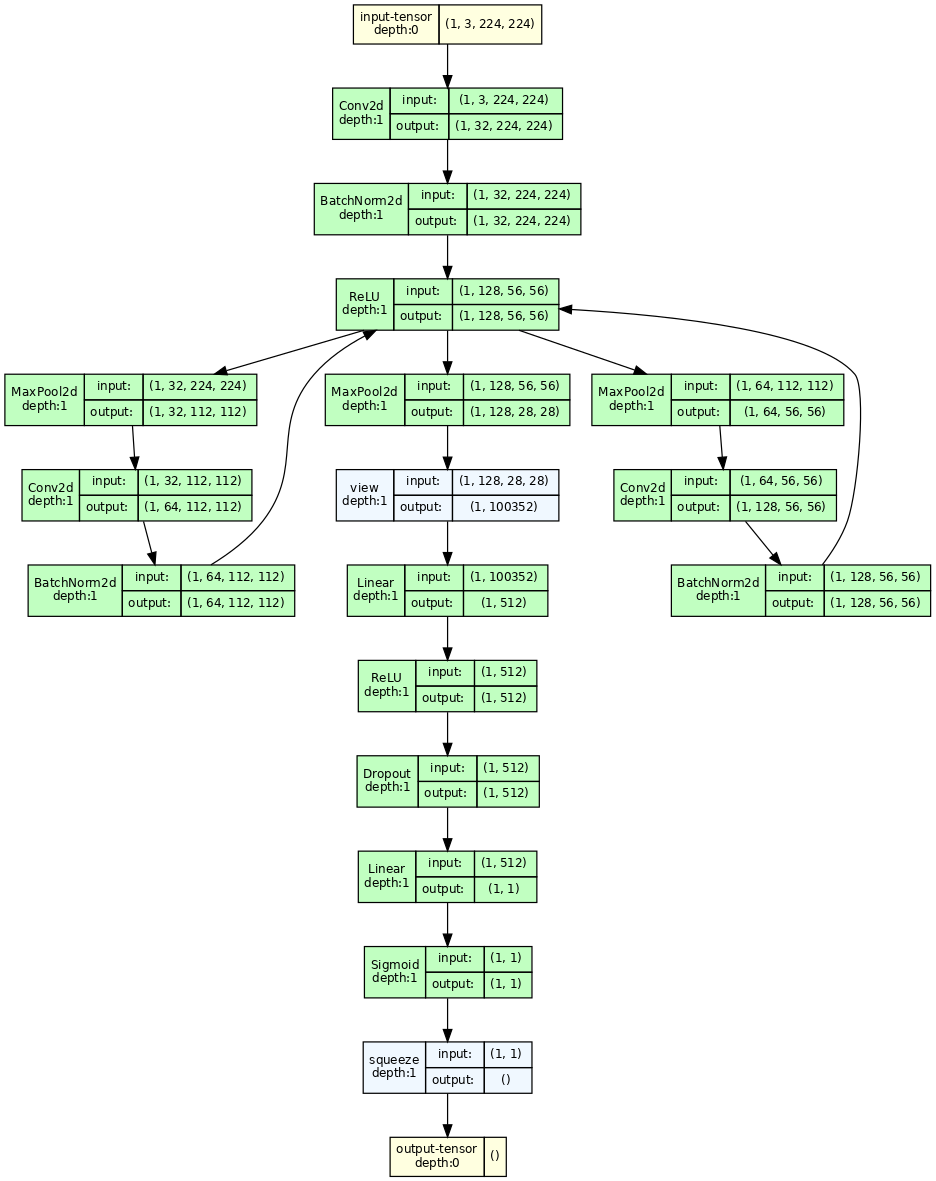 input-tensor
depth:0
(1, 3, 224, 224)
Conv2d
depth:1
input:
(1, 3, 224, 224)
output:
(1, 32, 224, 224)
BatchNorm2d
depth:1
input:
(1, 32, 224, 224)
output:
(1, 32, 224, 224)
ReLU
depth:1
input:
(1, 128, 56, 56)
output:
(1, 128, 56, 56)
MaxPool2d
depth:1
input:
(1, 32, 224, 224)
output:
(1, 32, 112, 112)
MaxPool2d
depth:1
input:
(1, 128, 56, 56)
output:
(1, 128, 28, 28)
MaxPool2d
depth:1
input:
(1, 64, 112, 112)
output:
(1, 64, 56, 56)
Conv2d
depth:1
input:
(1, 32, 112, 112)
output:
(1, 64, 112, 112)
view
depth:1
input:
(1, 128, 28, 28)
output:
(1, 100352)
Conv2d
depth:1
input:
(1, 64, 56, 56)
output:
(1, 128, 56, 56)
BatchNorm2d
depth:1
input:
(1, 64, 112, 112)
output:
(1, 64, 112, 112)
Linear
depth:1
input:
(1, 100352)
output:
(1, 512)
BatchNorm2d
depth:1
input:
(1, 128, 56, 56)
output:
(1, 128, 56, 56)
ReLU
depth:1
input:
(1, 512)
output:
(1, 512)
Dropout
depth:1
input:
(1, 512)
output:
(1, 512)
Linear
depth:1
input:
(1, 512)
output:
(1, 1)
Sigmoid
depth:1
input:
(1, 1)
output:
(1, 1)
squeeze
depth:1
input:
(1, 1)
output:
()
output-tensor
depth:0
()